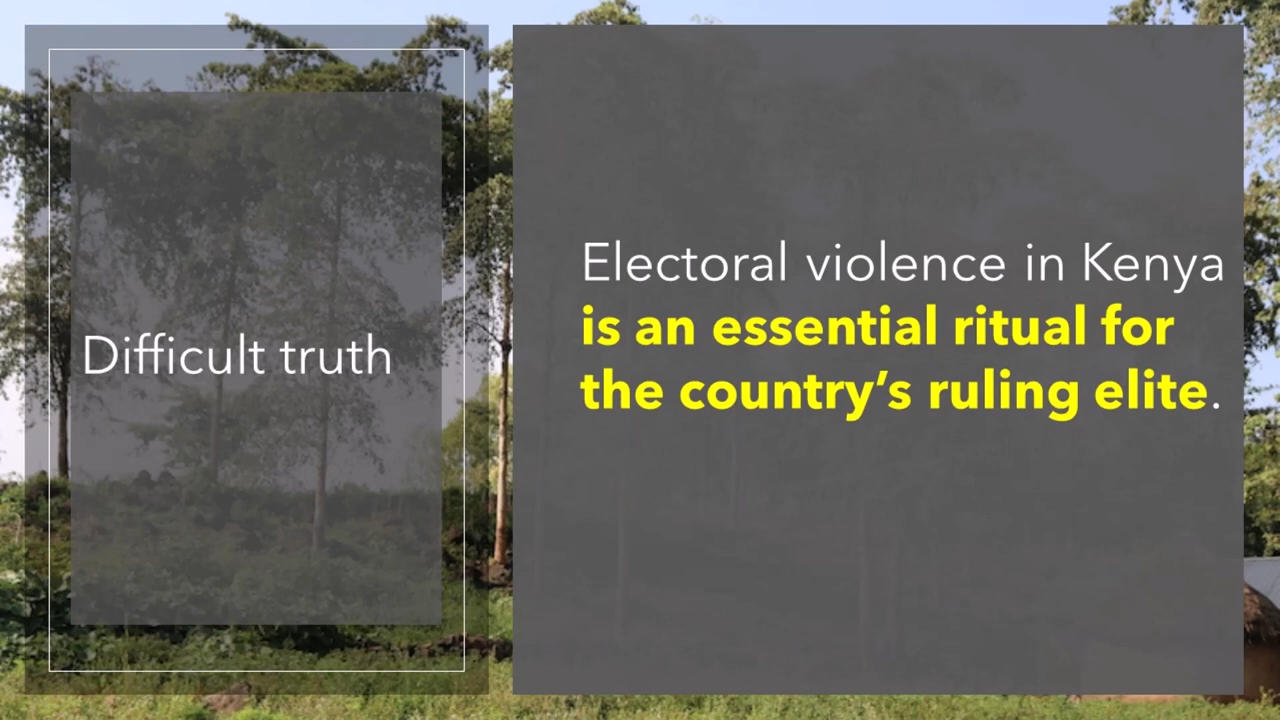 Difficult truth
Electoral violence in Kenya
is an essential ritual for
the country’s ruling elite.